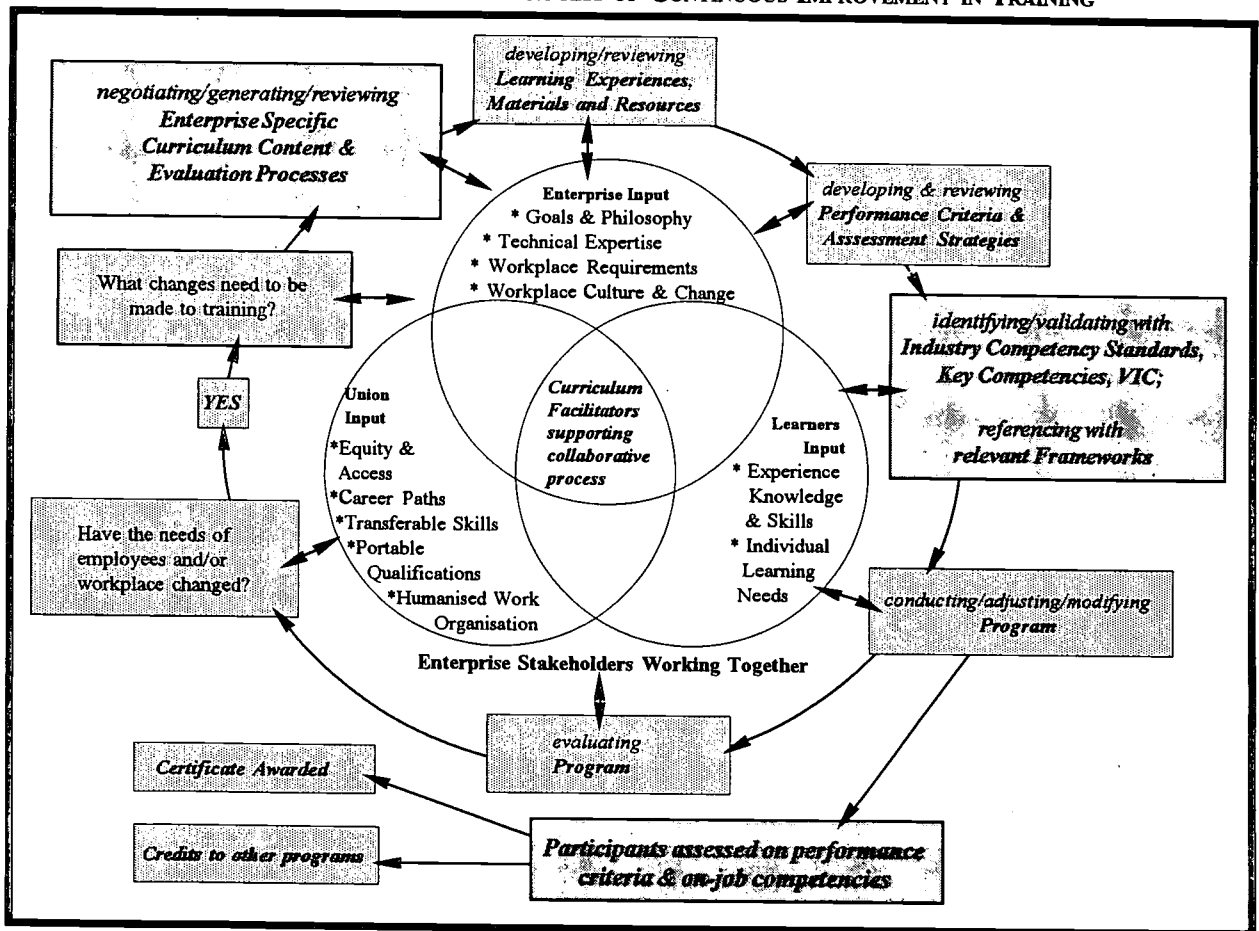 CONTINUOUS IMPROVEMENT IN TRAINING
developing/reviewing
Learning Experiences,
Materials and Resources
negotiating/generating/reviewing
Enterprise Specific
Curriculum Content &
Evaluation Processes
developing & reviewing
Performance Criteria &
Asssessment Strategies
What changes need to be
made to training?
Enterprise Input
* Goals & Philosophy
* Technical Expertise
* Workplace Requirements
* Workplace Culture & Change
identifying/validating with
Industry Competency Standards,
Key Competencies, VIC;
referencing with
relevant Frameworks
YES
Union
Input
*Equity &
Access
*Career Paths
*Transferable Skills
*Portable
Qualifications
*Humanised Work
Organisation
Curriculum
Facilitators
supporting
collaborative
process
Learners
Input
* Experience
Knowledge
& Skills
* Individual
Learning
Needs
Have the needs of
employees and/or
workplace changed?
conducting/adjusting/modifying
Program
Enterprise Stakeholders Working Together
evaluating
Program
Certificate Awarded
Credits to other programs
Participants assessed on performance
criteria & on-job competencies